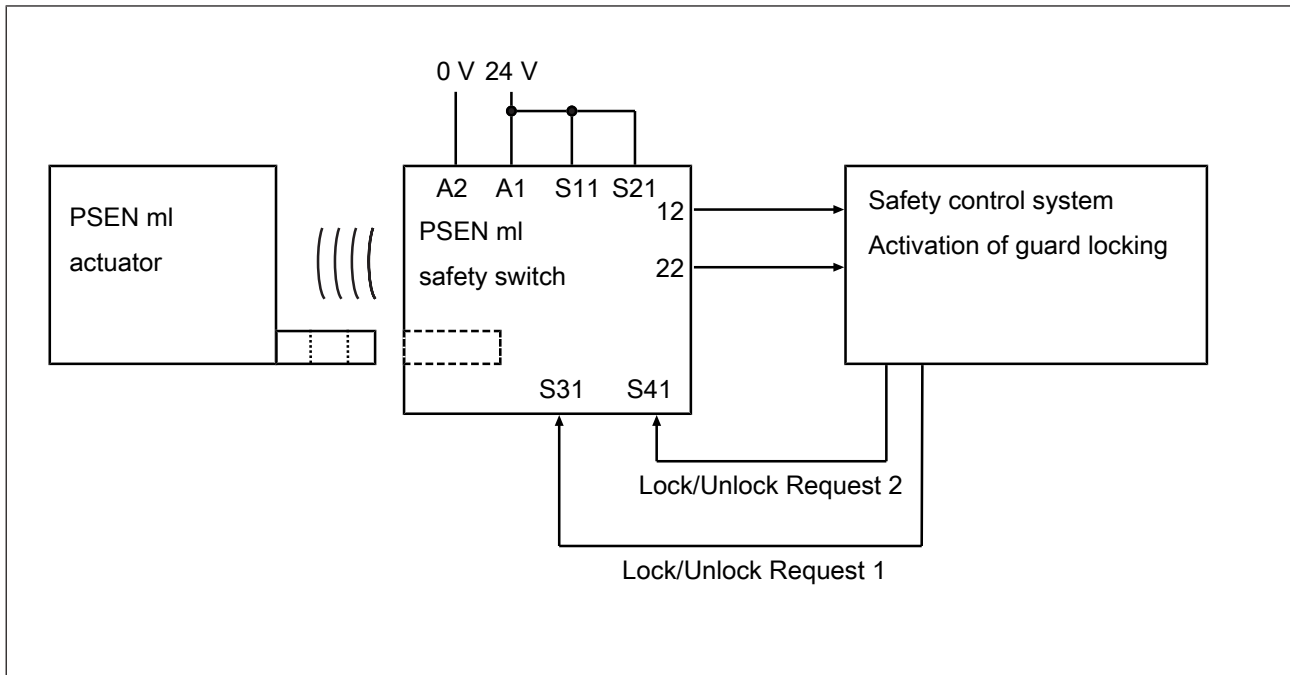 0 V 24 V
A2 A1 S11 S21
12
22
PSEN ml
actuator
PSEN ml
safety switch
S31 S41
Safety control system
Activation of guard locking
Lock/Unlock Request 2
Lock/Unlock Request 1